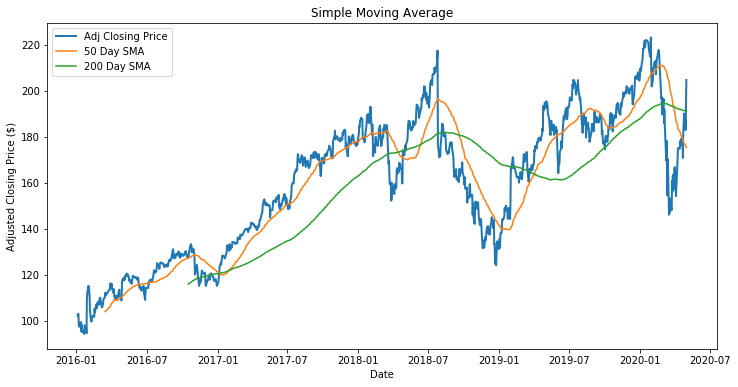 Simple Moving Average
Adj Closing Price
50 Day SMA
200 Day SMA
Adjusted Closing Price ($)
220
200
180
160
140
120
100
2016-01 2016-07 2017-01 2017-07 2018-01 2018-07 2019-01 2019-07 2020-01 2020-07
Date